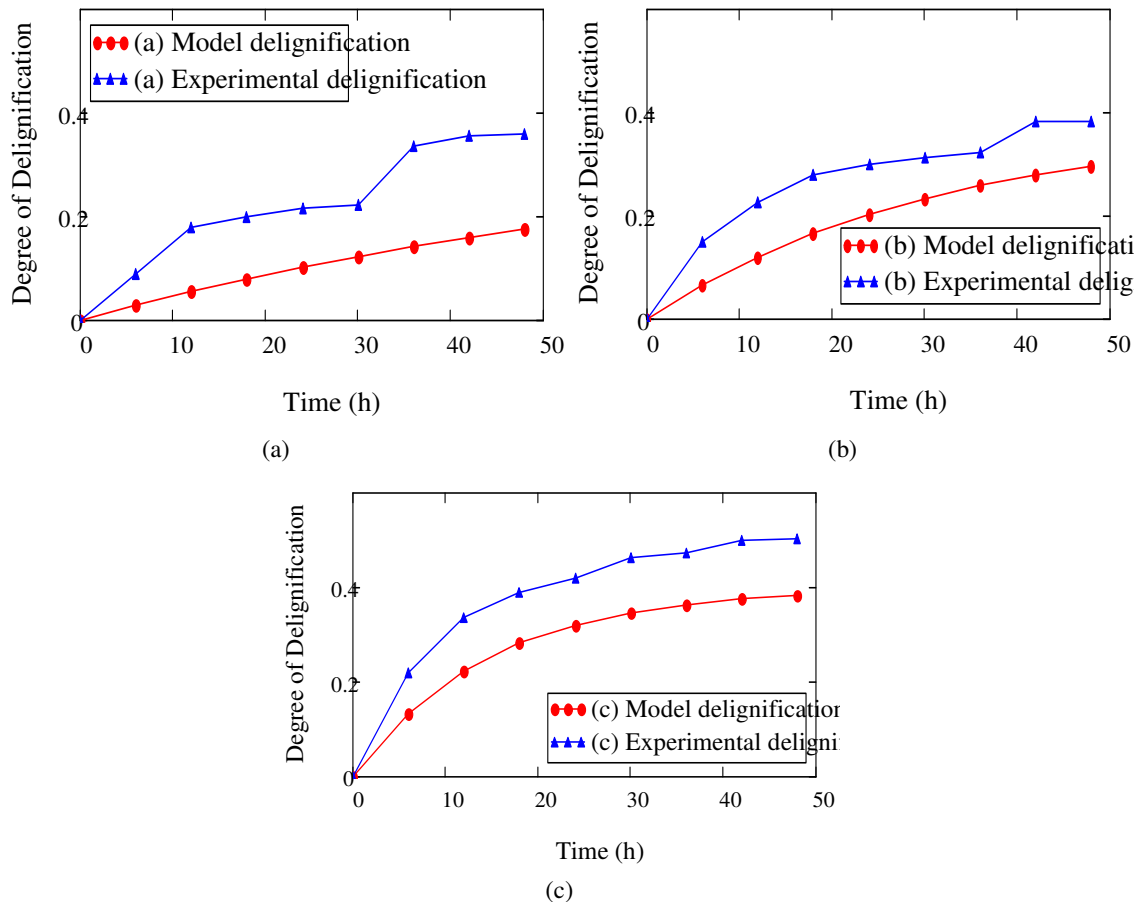 Degree of Delignification
(a) Model delignification
(a) Experimental delignification
0.4
0.2
0
0 10 20 30 40 50
Time (h)
(a)
Degree of Delignification
0.4
0.2
0
(b) Model delignificati
(b) Experimental delig
0 10 20 30 40 50
Time (h)
(b)
Degree of Delignification
0.4
0.2
0
(c) Model delignification
(c) Experimental deligni
0 10 20 30 40 50
Time (h)
(c)